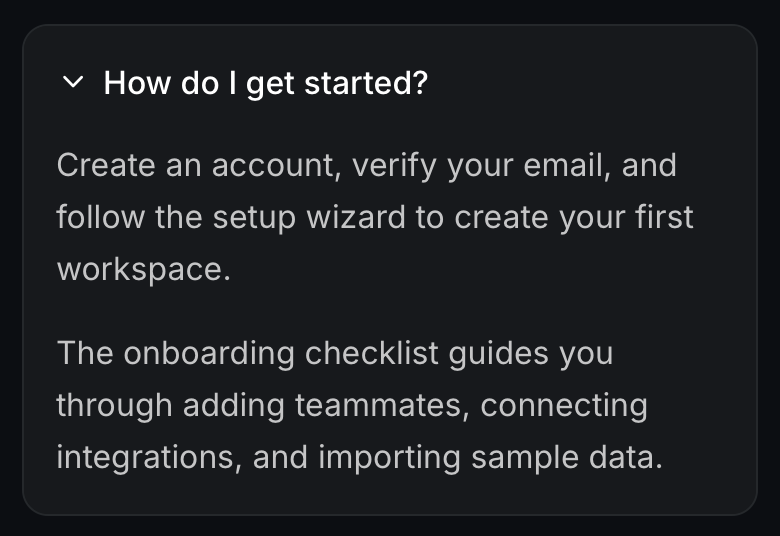 How do I get started?
Create an account, verify your email, and
follow the setup wizard to create your first
workspace.
The onboarding checklist guides you
through adding teammates, connecting
integrations, and importing sample data.